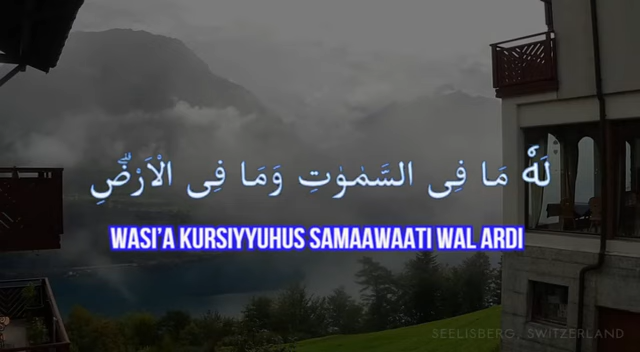 لَهٗ مَا فِى السَّمٰوٰتِ وَمَا فِى الْاَرْضِؕ
WASI'A KURSIYYUHUS SAMAAWAATI WAL ARDI
SEELISBERG, SWITZERLAND